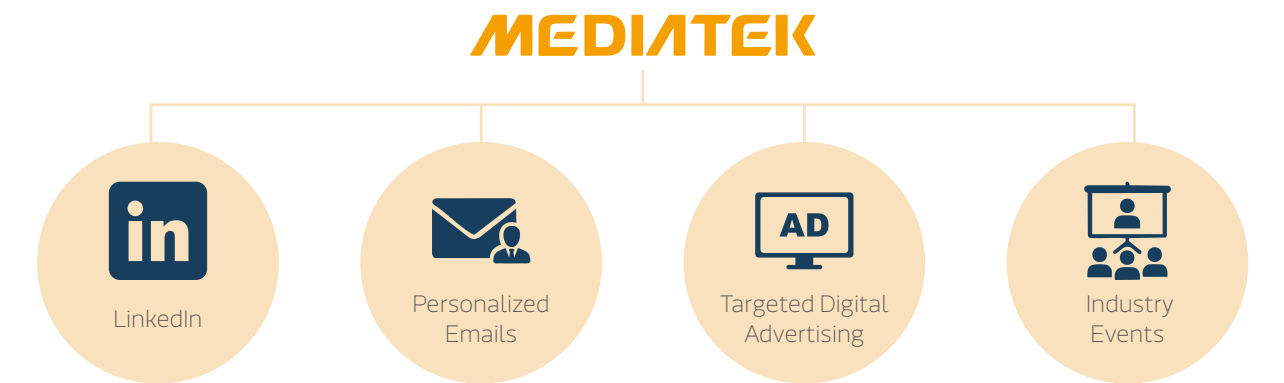 MEDIATEK
in
AD
LinkedIn
Personalized
Emails
Targeted Digital
Advertising
Industry
Events